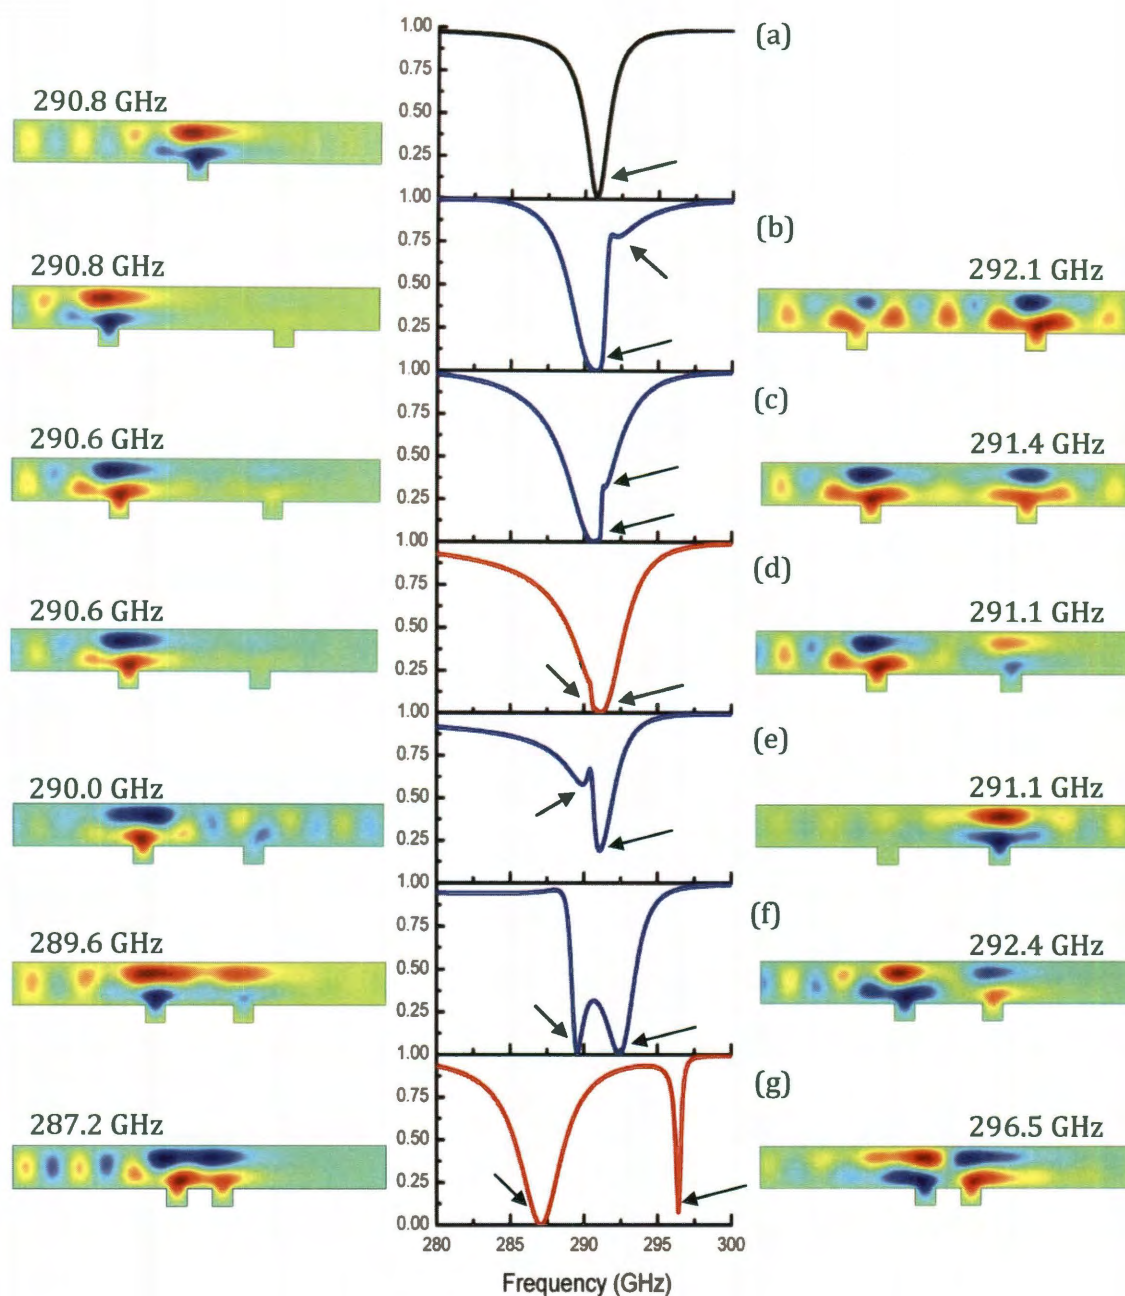 1.00
(a)
0.75
290.8 GHz
0.50
0.25
1.00
(b)
0.75
290.8 GHz
292.1 GHz
0.50
0.25
1.00
(c)
0.75
290.6 GHz
291.4 GHz
0.50
0.25
1.00
(d)
0.75
290.6 GHz
291.1 GHz
0.50
0.25
1.00
(e)
0.75
290.0 GHz
291.1 GHz
0.50
0.25
1.00
(f)
0.75
289.6 GHz
292.4 GHz
0.50
0.25
1.00
(g)
0.75
287.2 GHz
296.5 GHz
0.50
0.25
0.00
280 285 290 295 300
Frequency (GHz)